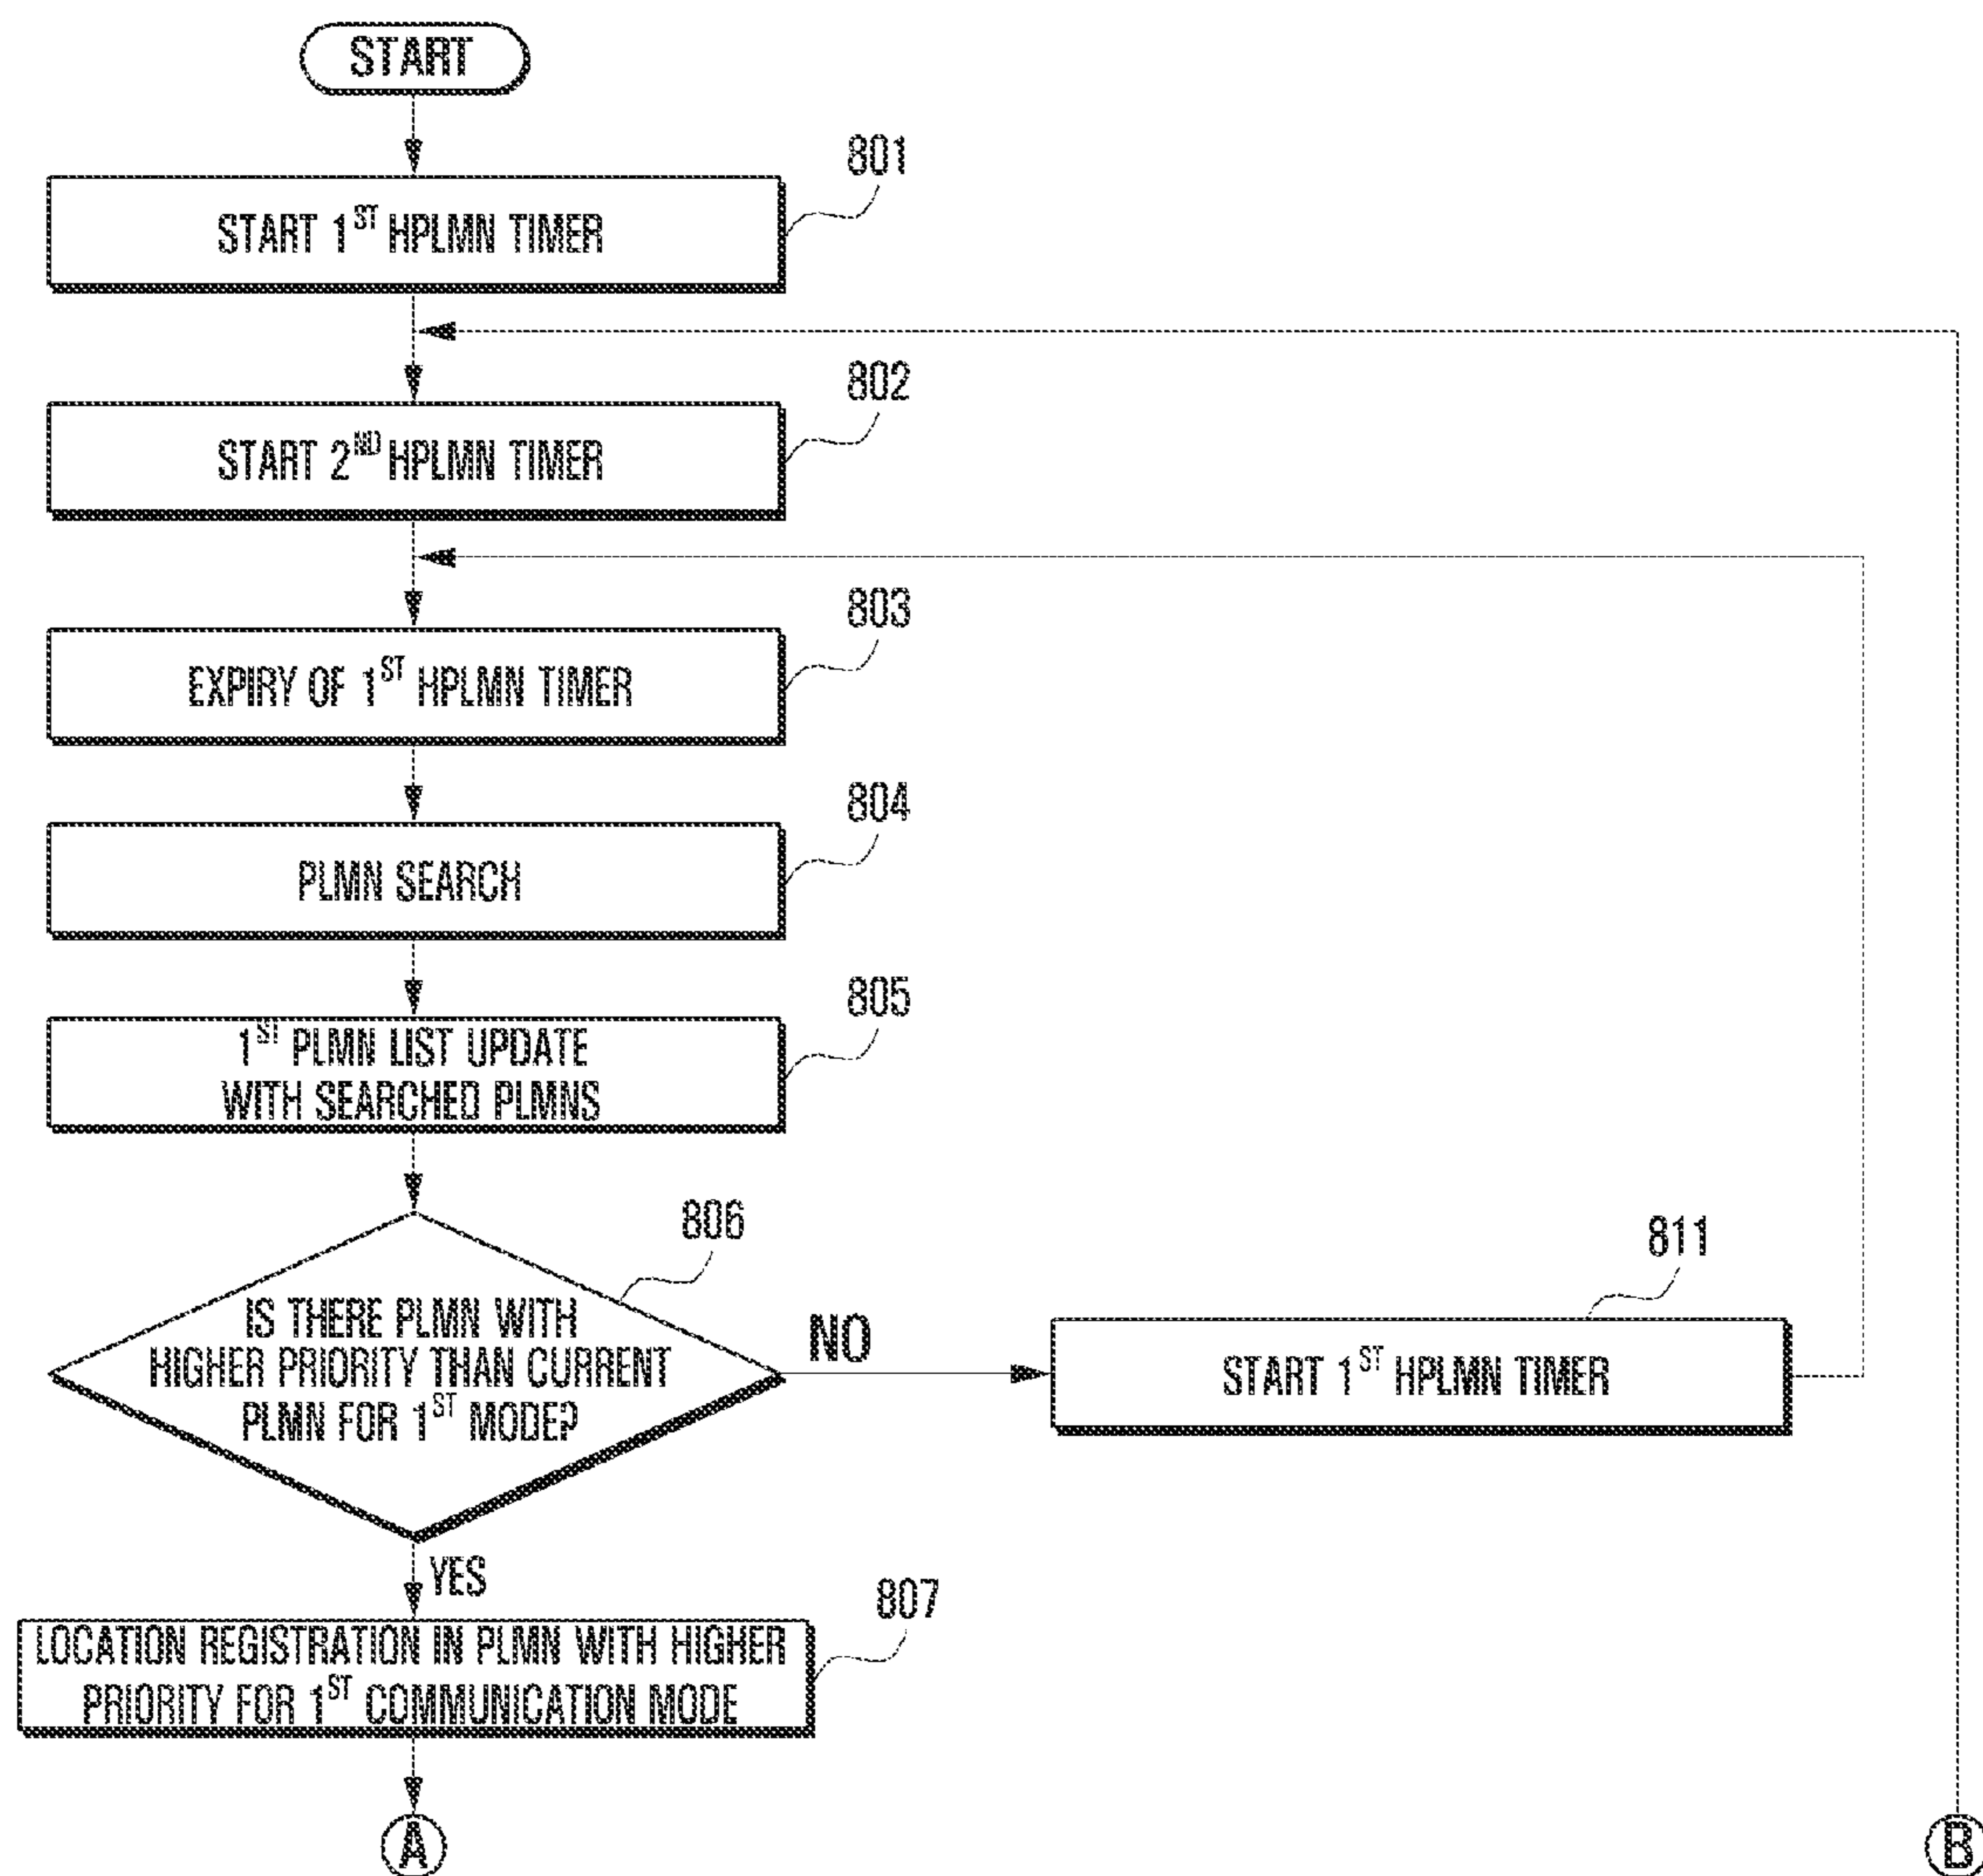 START
801
START 1ST HPLMN TIMER
802
START 2ND HPLMN TIMER
803
EXPIRY OF 1ST HPLMN TIMER
804
PLMN SEARCH
805
1ST PLMN LIST UPDATE
WITH SEARCHED PLMNS
806
IS THERE PLMN WITH
HIGHER PRIORITY THAN CURRENT
PLMN FOR 1ST MODE?
NO
811
START 1ST HPLMN TIMER
YES
807
LOCATION REGISTRATION IN PLMN WITH HIGHER
PRIORITY FOR 1ST COMMUNICATION MODE
A
B